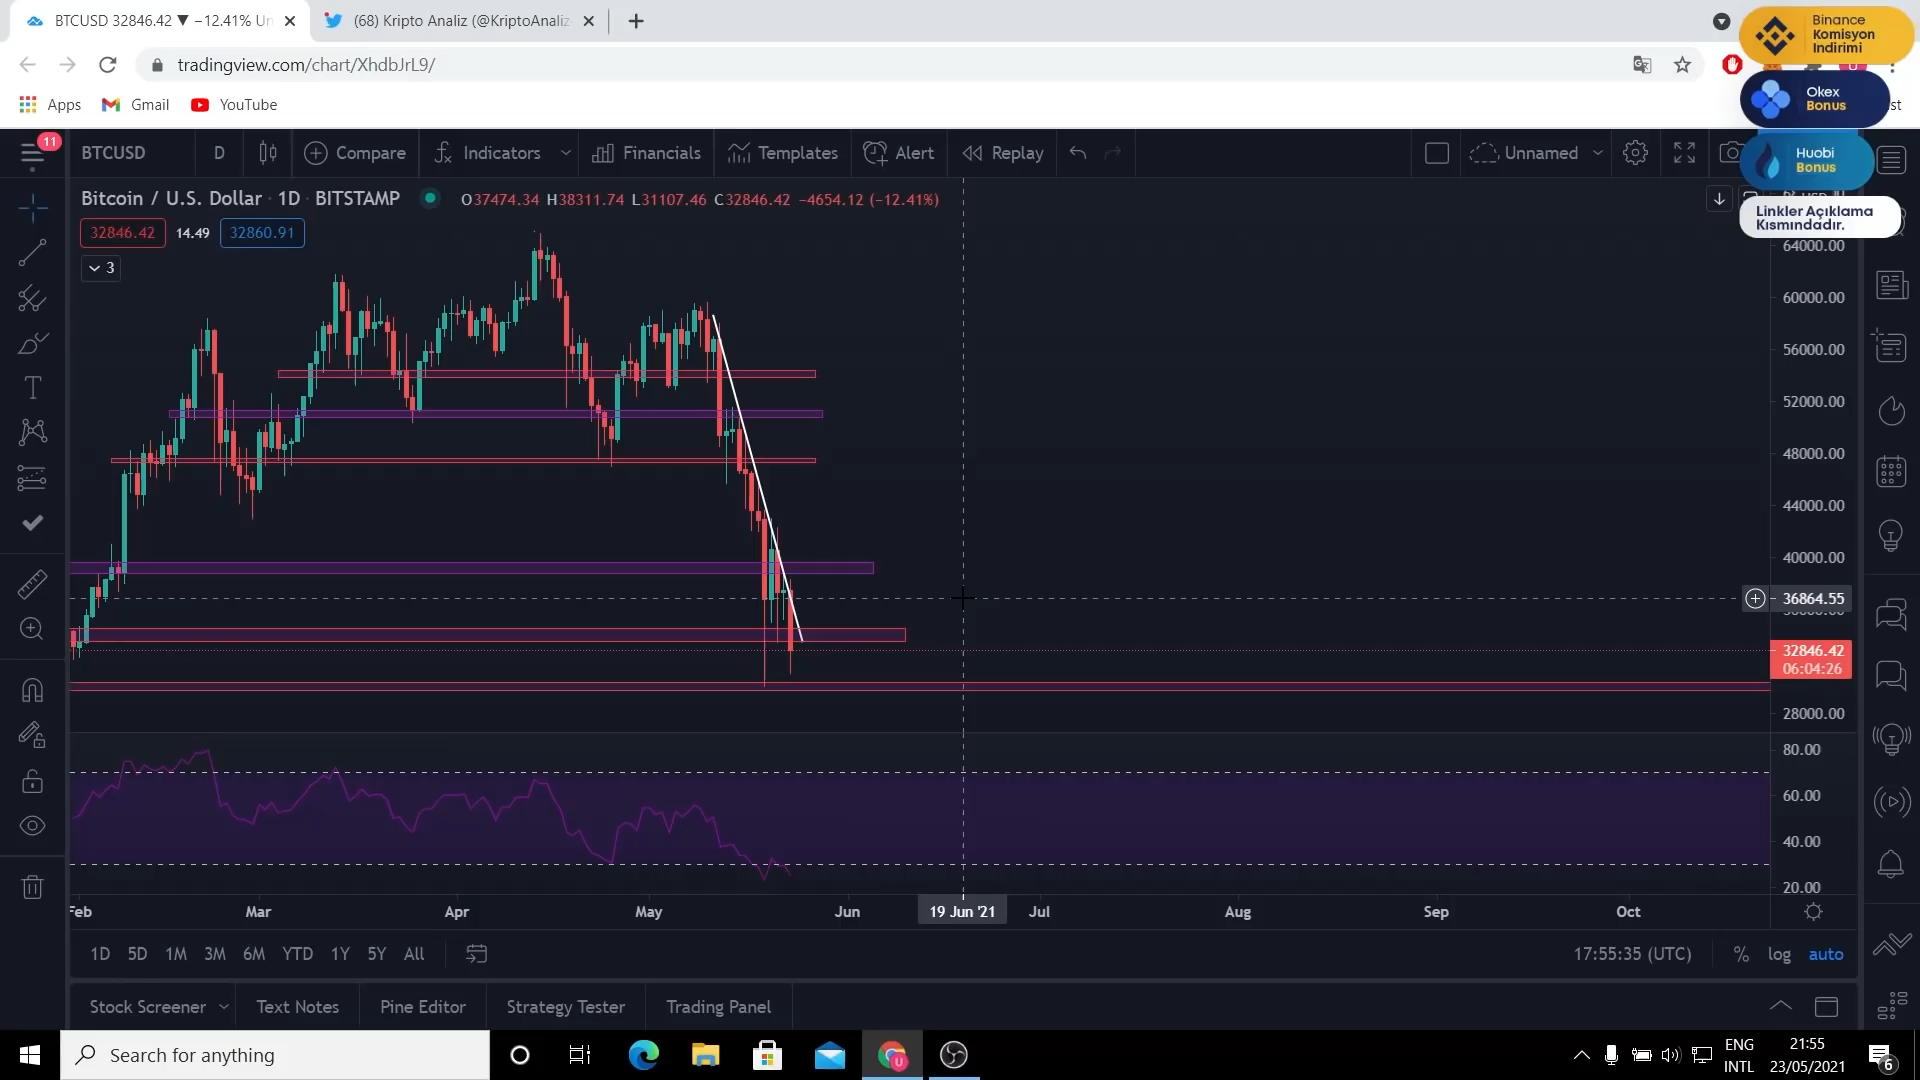 BTCUSD 32846.42 ▼ −12.41% Un
(68) Kripto Analiz (@KriptoAnaliz
tradingview.com/chart/XhdbJrL9/
Apps
Gmail
YouTube
Binance
Komisyon
İndirimi
Okex
Bonus
st
Huobi
Bonus
Linkler Açıklama
Kısmındadır.
11
BTCUSD
D
Compare
Indicators
Financials
Templates
Alert
Replay
Unnamed
Bitcoin / U.S. Dollar · 1D · BITSTAMP
O37474.34 H38311.74 L31107.46 C32846.42 −4654.12 (−12.41%)
32846.42
14.49
32860.91
3
64000.00
60000.00
56000.00
52000.00
48000.00
44000.00
40000.00
36864.55
32846.42
06:04:26
28000.00
80.00
60.00
40.00
20.00
Feb
Mar
Apr
May
Jun
19 Jun '21
Jul
Aug
Sep
Oct
1D
5D
1M
3M
6M
YTD
1Y
5Y
All
17:55:35 (UTC)
%
log
auto
Stock Screener
Text Notes
Pine Editor
Strategy Tester
Trading Panel
Search for anything
ENG
INTL
21:55
23/05/2021
6